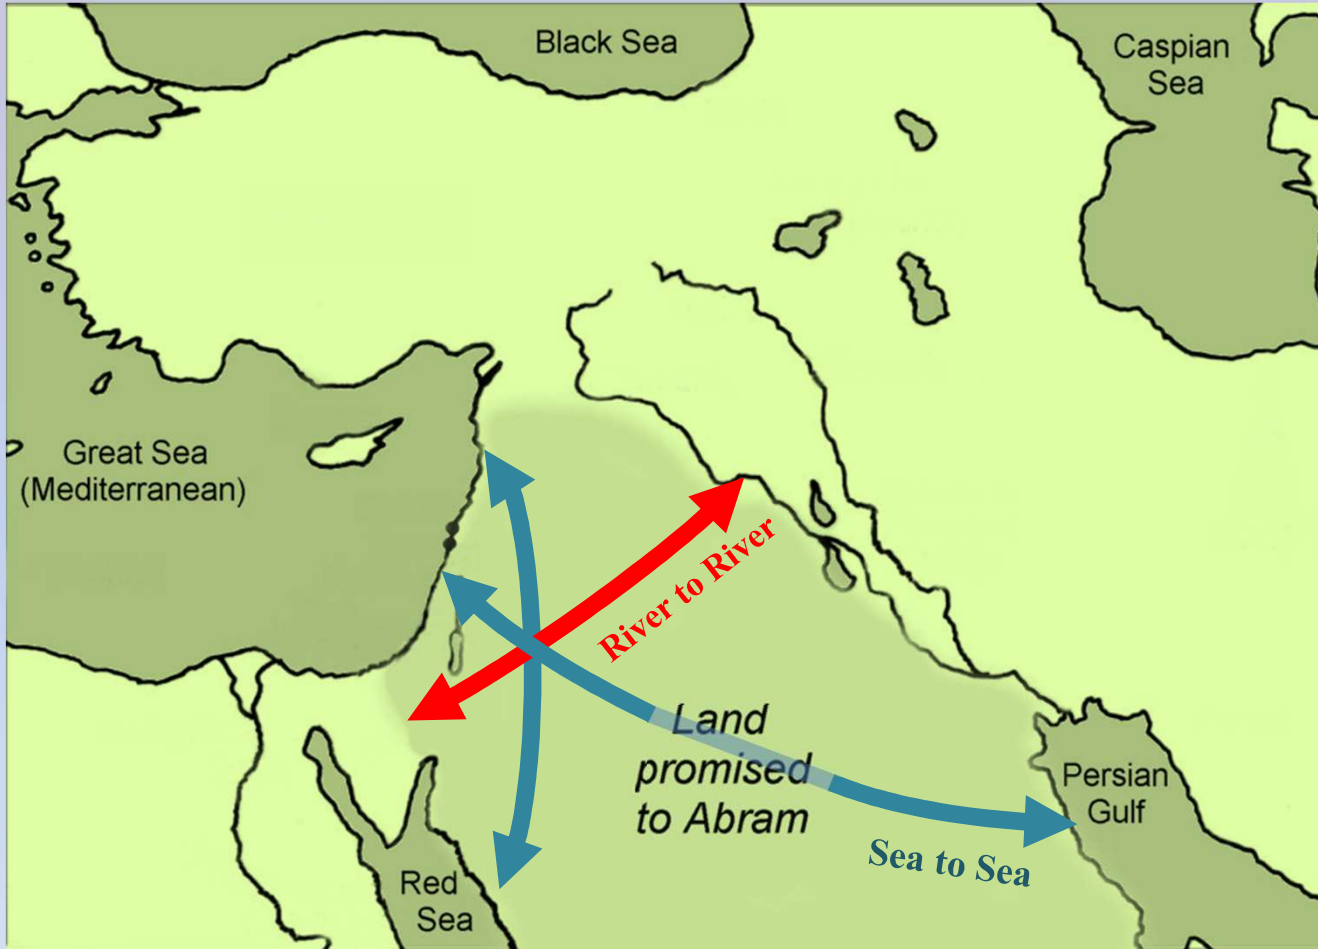 Black Sea
Caspian
Sea
Great Sea
(Mediterranean)
River to River
Land
promised
to Abram
Persian
Gulf
Sea to Sea
Red
Sea